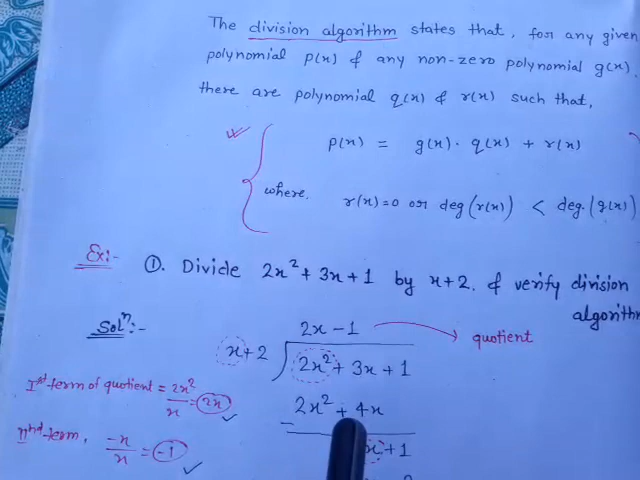 The division algorithm states that, for any given
polynomial p(x) & any non-zero polynomial g(x).
there are polynomial q(x) & r(x) such that,
p(x) = g(x). q(x) + r(x)
where, r(x)=0 or deg(r(x)) < deg.(g(x))
Ex:- ①. Divide 2x² + 3x + 1 by x+2. & verify division
algorithm
Solⁿ:-
2x - 1 → quotient
x+2 2x² + 3x + 1
Ist term of quotient = 2x²/x = 2x
2x² + 4x
-
IInd term, -x/x = -1
x + 1